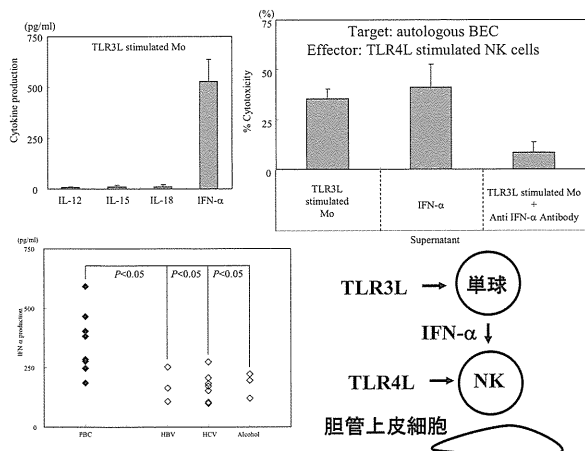 (pg/ml)
TLR3L stimulated Mo
Cytokine production
750
500
250
0
IL-12
IL-15
IL-18
IFN-α
(%)
Target: autologous BEC
Effector: TLR4L stimulated NK cells
% Cytotoxicity
75
50
25
0
TLR3L
stimulated
Mo
IFN-α
TLR3L stimulated Mo
+
Anti IFN-α Antibody
Supernatant
(pg/ml)
IFN α production
750
500
250
0
P<0.05
P<0.05
P<0.05
PBC
HBV
HCV
Alcohol
TLR3L
単球
IFN-α
TLR4L
NK
胆管上皮細胞